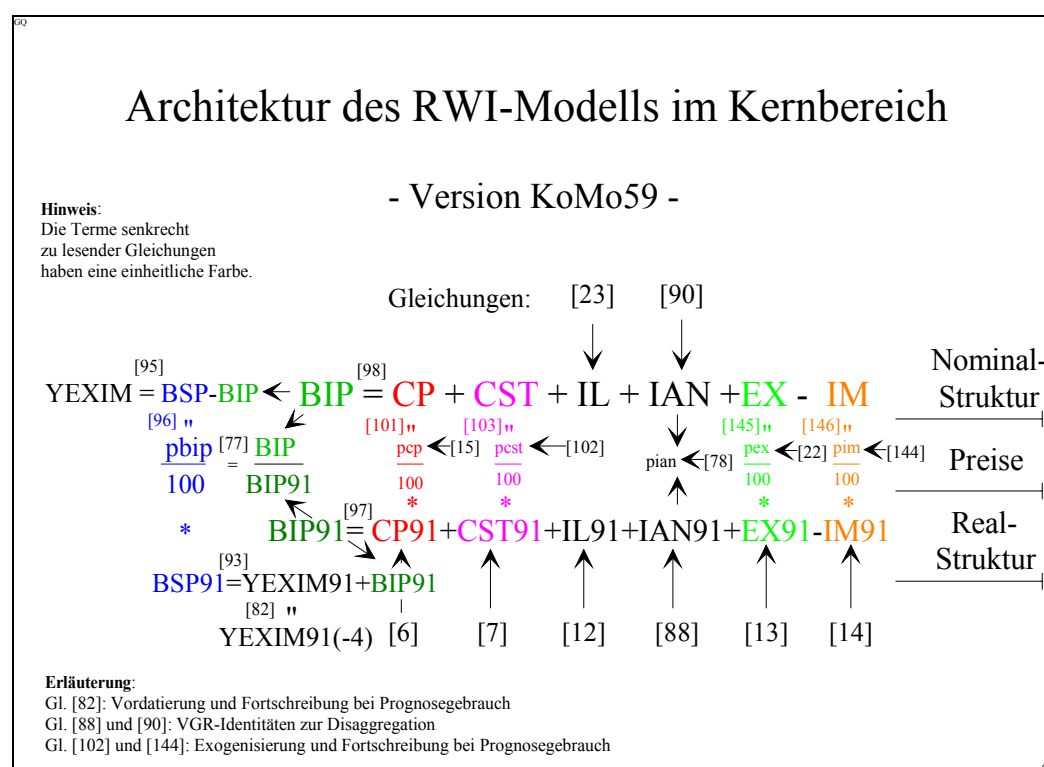 GQ
Architektur des RWI-Modells im Kernbereich
- Version KoMo59 -
Hinweis:
Die Terme senkrecht
zu lesender Gleichungen
haben eine einheitliche Farbe.
Gleichungen: [23] [90]
Nominal-
Struktur
[95] [98]
YEXIM = BSP-BIP BIP = CP + CST + IL + IAN +EX - IM
[96] " [101]" [103]" [145]" [146]"
pbip [77] = BIP pcp [15] pcst [102] pian [78] pex [22] pim [144] Preise
100 BIP91 100 100 100 100
* * * * *
[97]
BIP91= CP91+CST91+IL91+IAN91+EX91-IM91
Real-
Struktur
[93]
BSP91=YEXIM91+BIP91
[82] "
YEXIM91(-4) [6] [7] [12] [88] [13] [14]
Erläuterung:
Gl. [82]: Vordatierung und Fortschreibung bei Prognosegebrauch
Gl. [88] und [90]: VGR-Identitäten zur Disaggregation
Gl. [102] und [144]: Exogenisierung und Fortschreibung bei Prognosegebrauch